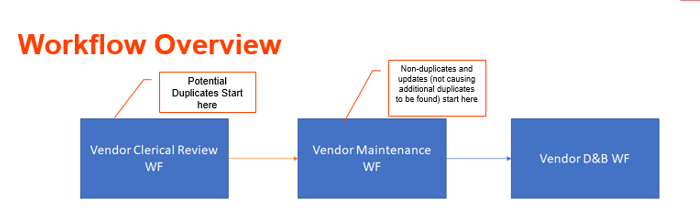 Workflow Overview
Potential
Duplicates Start
here
Non-duplicates and
updates (not causing
additional duplicates
to be found) start here
Vendor Clerical Review
WF
Vendor Maintenance
WF
Vendor D&B WF